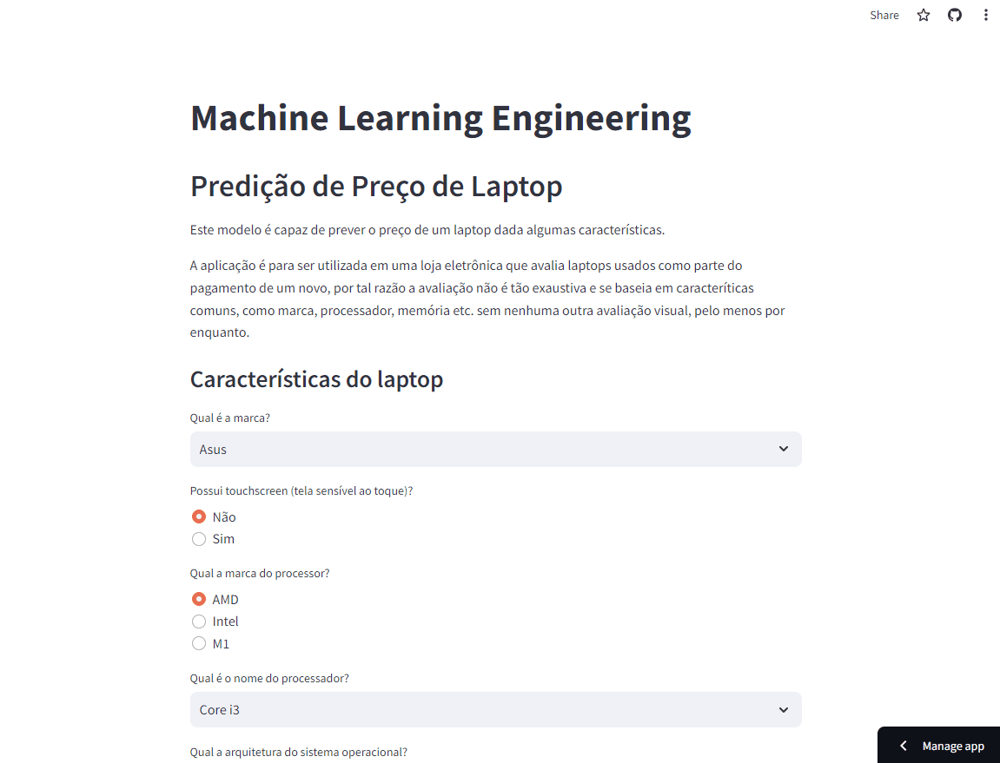 Share
Machine Learning Engineering
Predição de Preço de Laptop
Este modelo é capaz de prever o preço de um laptop dada algumas características.
A aplicação é para ser utilizada em uma loja eletrônica que avalia laptops usados como parte do
pagamento de um novo, por tal razão a avaliação não é tão exaustiva e se baseia em caracteríticas
comuns, como marca, processador, memória etc. sem nenhuma outra avaliação visual, pelo menos por
enquanto.
Características do laptop
Qual é a marca?
Asus
Possui touchscreen (tela sensível ao toque)?
Não
Sim
Qual a marca do processor?
AMD
Intel
M1
Qual é o nome do processador?
Core i3
Qual a arquitetura do sistema operacional?
Manage app